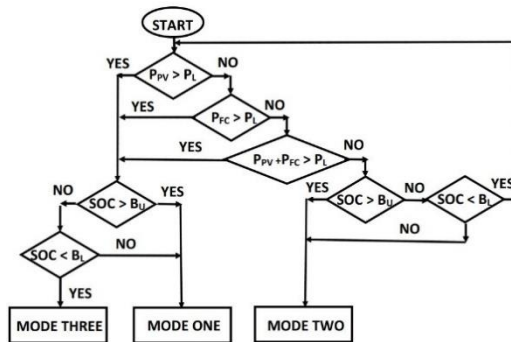 START
YES
P_PV > P_L
NO
YES
P_FC > P_L
NO
YES
P_PV+P_FC > P_L
NO
NO
SOC > B_U
YES
YES
SOC > B_U
NO
SOC < B_L
YES
SOC < B_L
NO
NO
YES
MODE THREE
MODE ONE
MODE TWO